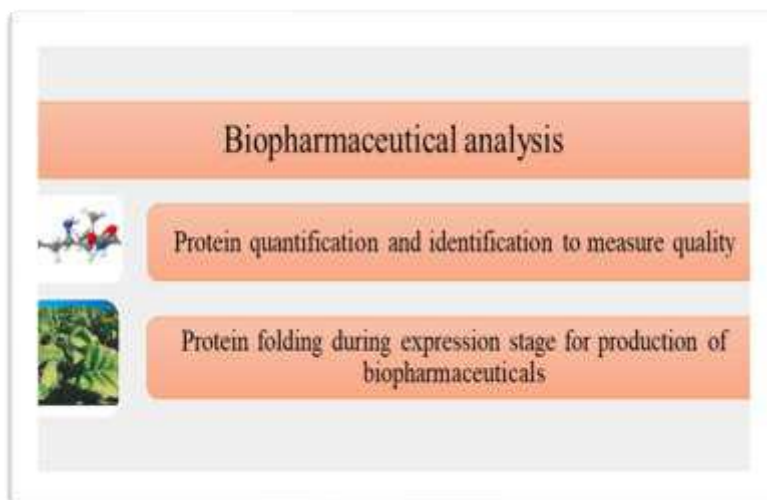 Biopharmaceutical analysis
Protein quantification and identification to measure quality
Protein folding during expression stage for production of
biopharmaceuticals